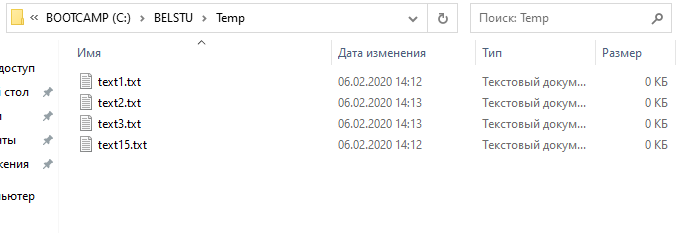 « BOOTCAMP (C:) > BELSTU > Temp
Поиск: Temp
Имя Дата изменения Тип Размер
доступ
стол
text1.txt 06.02.2020 14:12 Текстовый докум... 0 КБ
text2.txt 06.02.2020 14:13 Текстовый докум... 0 КБ
text3.txt 06.02.2020 14:13 Текстовый докум... 0 КБ
text15.txt 06.02.2020 14:12 Текстовый докум... 0 КБ
нты
жения
пьютер